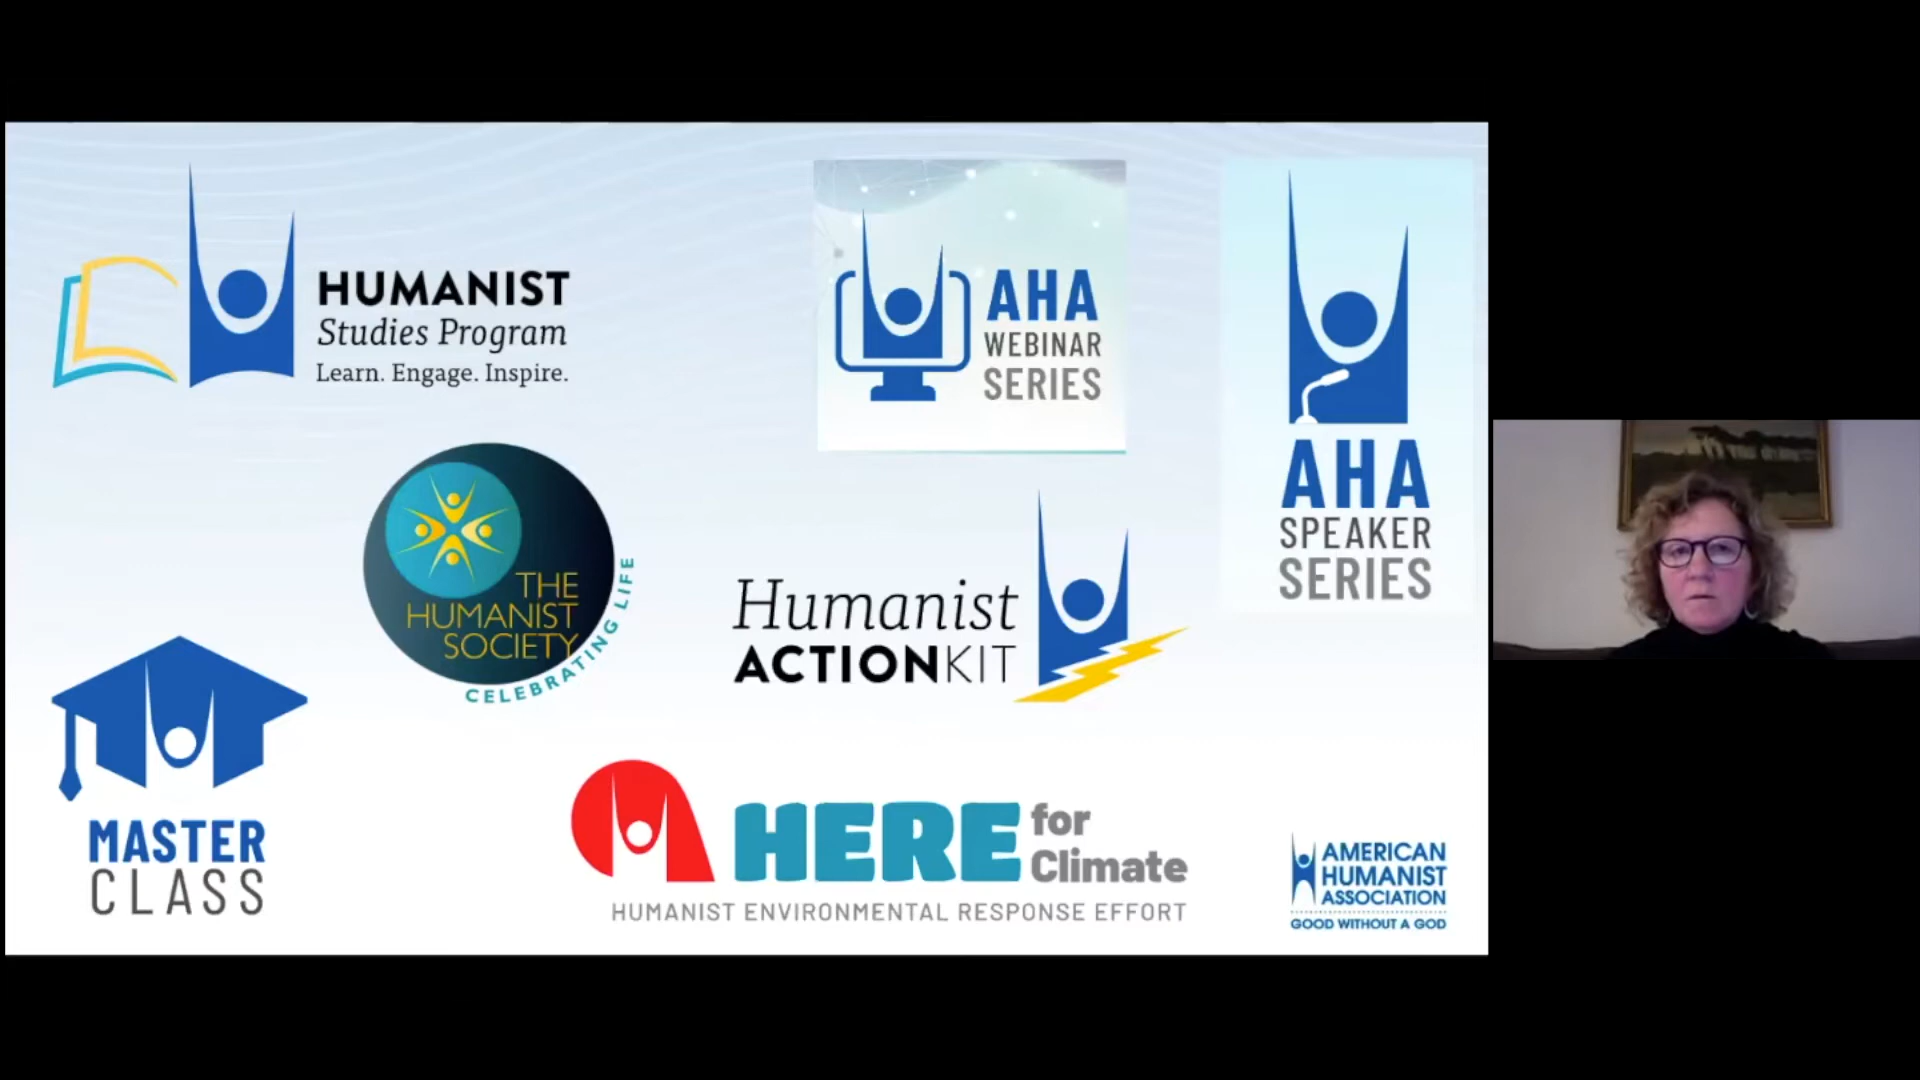 HUMANIST
Studies Program
Learn. Engage. Inspire.
AHA
WEBINAR
SERIES
AHA
SPEAKER
SERIES
THE
HUMANIST
SOCIETY
CELEBRATING LIFE
Humanist
ACTIONKIT
MASTER
CLASS
HERE for
Climate
HUMANIST ENVIRONMENTAL RESPONSE EFFORT
AMERICAN
HUMANIST
ASSOCIATION
GOOD WITHOUT A GOD